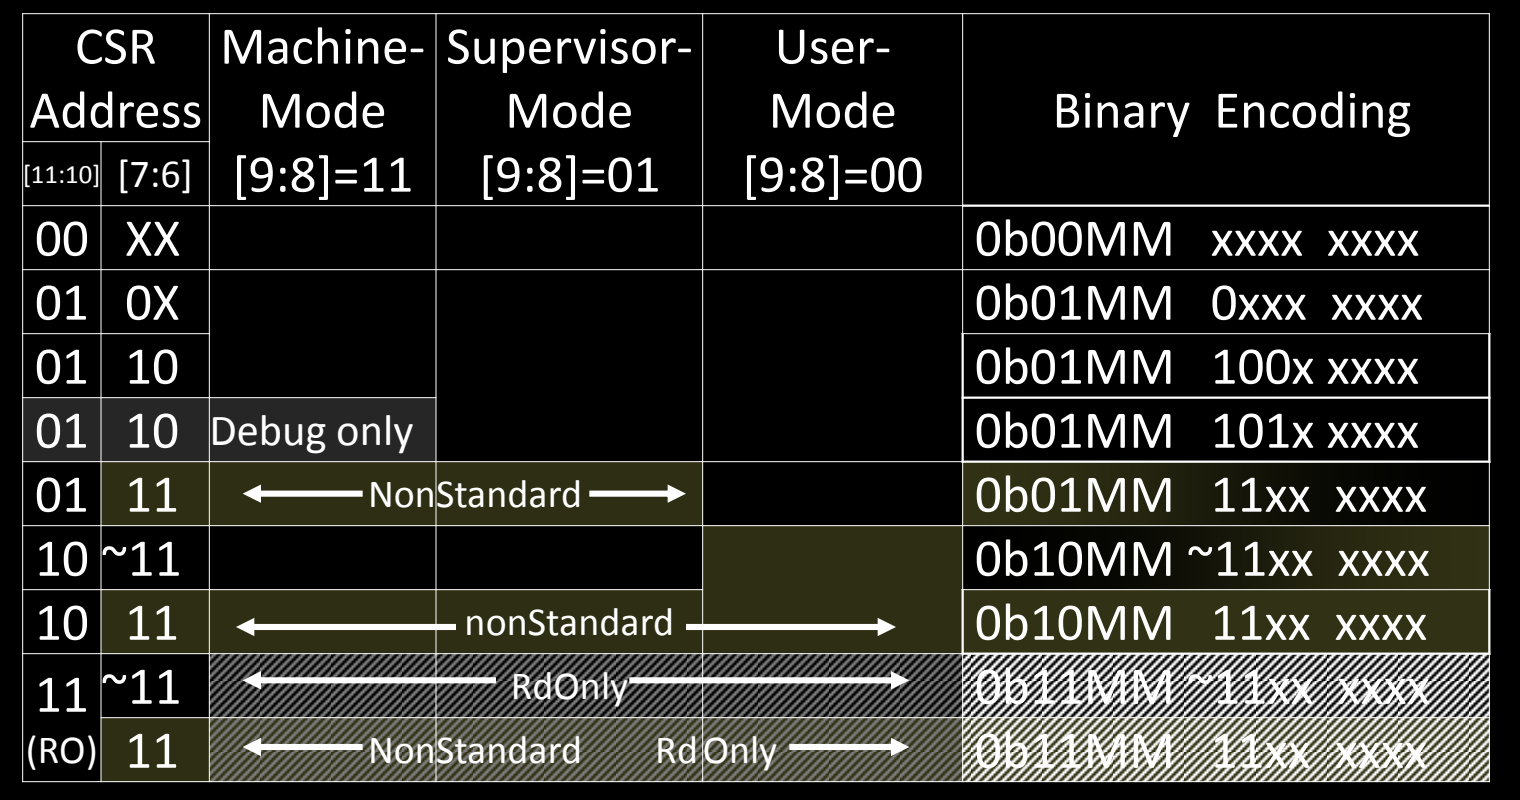 CSR Address
Machine-Mode [9:8]=11
Supervisor-Mode [9:8]=01
User-Mode [9:8]=00
Binary Encoding
[11:10] [7:6]
00 XX 0b00MM xxxx xxxx
01 0X 0b01MM 0xxx xxxx
01 10 0b01MM 100x xxxx
01 10 Debug only 0b01MM 101x xxxx
01 11 NonStandard 0b01MM 11xx xxxx
10 ~11 0b10MM ~11xx xxxx
10 11 nonStandard 0b10MM 11xx xxxx
11 (RO) ~11 RdOnly 0b11MM ~11xx xxxx
11 NonStandard RdOnly 0b11MM 11xx xxxx